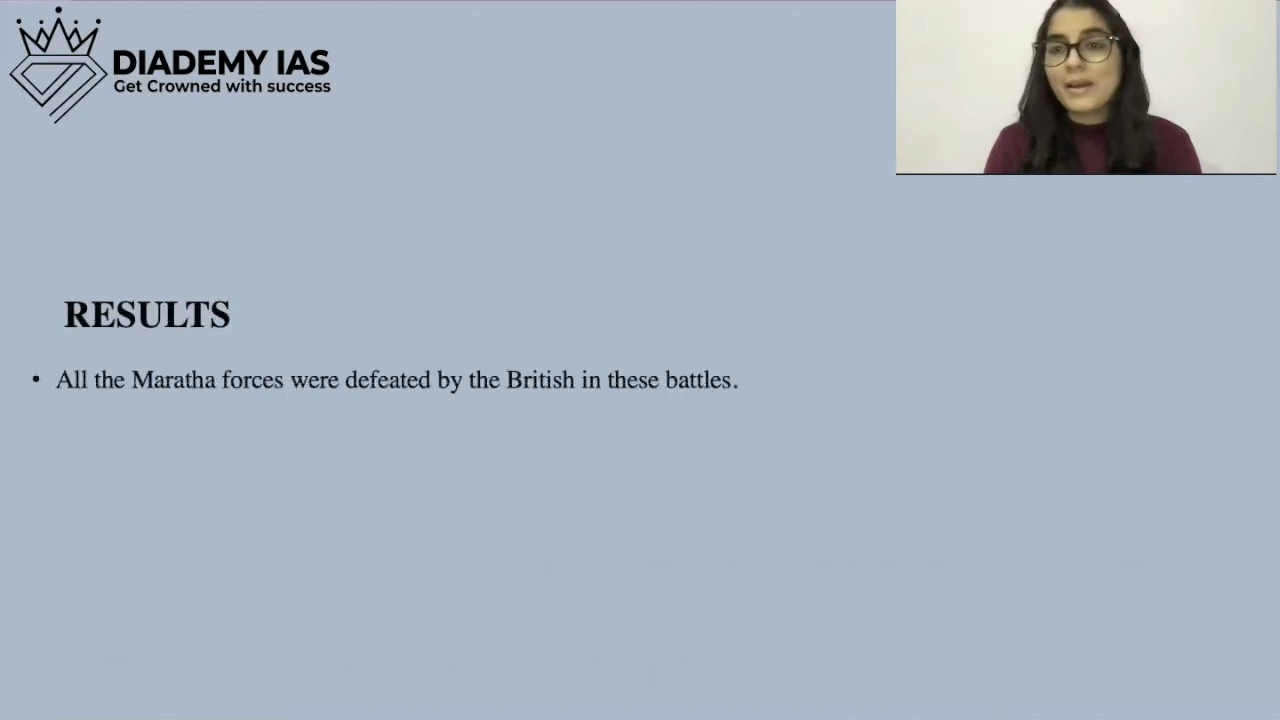 DIADEMY IAS
Get Crowned with success
RESULTS
• All the Maratha forces were defeated by the British in these battles.